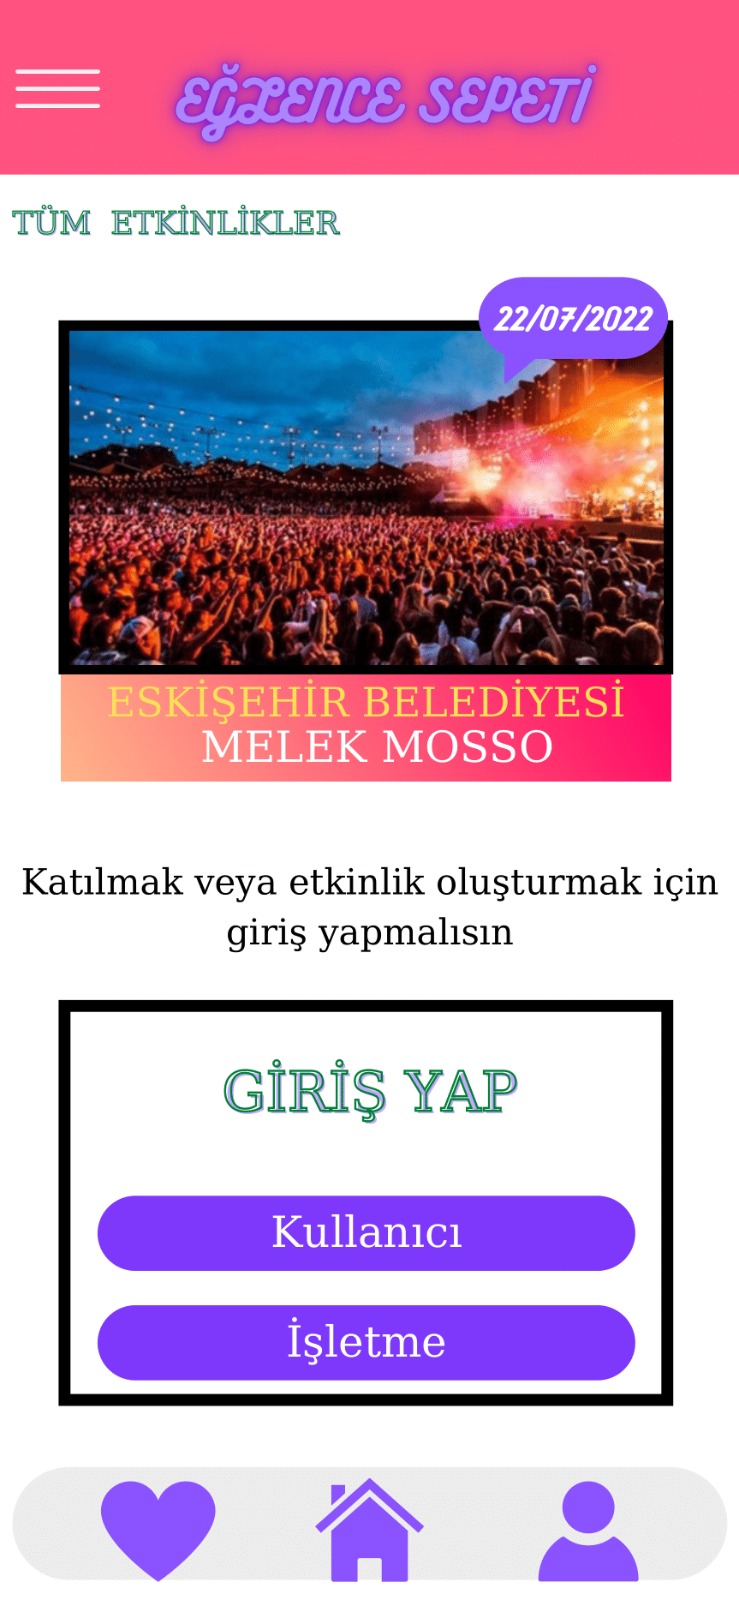 EĞLENCE SEPETİ
TÜM ETKİNLİKLER
22/07/2022
ESKİŞEHİR BELEDİYESİ
MELEK MOSSO
Katılmak veya etkinlik oluşturmak için
giriş yapmalısın
GİRİŞ YAP
Kullanıcı
İşletme